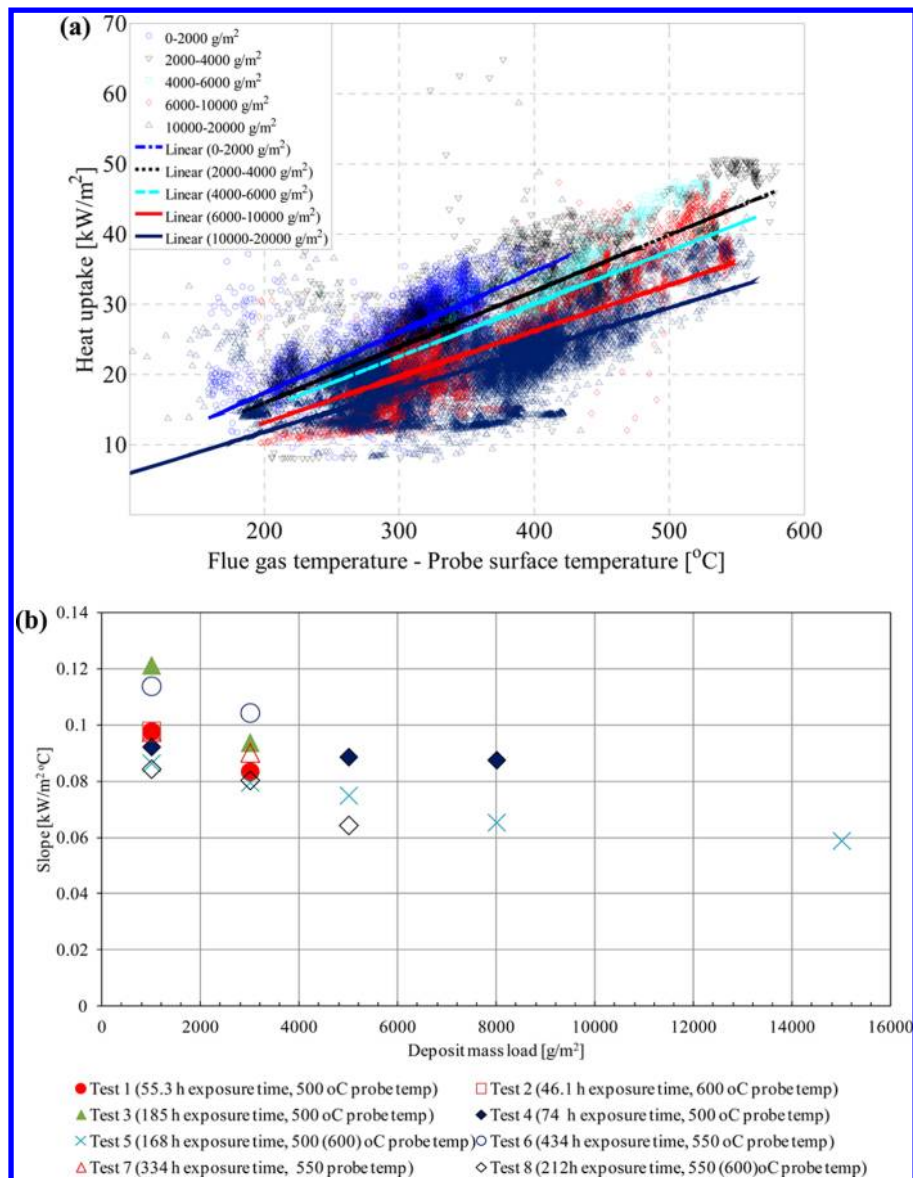 (a)
70
60
50
40
30
20
10
Heat uptake [kW/m²]
0-2000 g/m²
2000-4000 g/m²
4000-6000 g/m²
6000-10000 g/m²
10000-20000 g/m²
Linear (0-2000 g/m²)
Linear (2000-4000 g/m²)
Linear (4000-6000 g/m²)
Linear (6000-10000 g/m²)
Linear (10000-20000 g/m²)
200 300 400 500 600
Flue gas temperature - Probe surface temperature [°C]
(b)
0.14
0.12
0.1
0.08
0.06
0.04
0.02
0
Slope [kW/m² °C]
0 2000 4000 6000 8000 10000 12000 14000 16000
Deposit mass load [g/m²]
Test 1 (55.3 h exposure time, 500 oC probe temp) Test 2 (46.1 h exposure time, 600 oC probe temp)
Test 3 (185 h exposure time, 500 oC probe temp) Test 4 (74 h exposure time, 500 oC probe temp)
Test 5 (168 h exposure time, 500 (600) oC probe temp) Test 6 (434 h exposure time, 550 oC probe temp)
Test 7 (334 h exposure time, 550 probe temp) Test 8 (212h exposure time, 550 (600)oC probe temp)